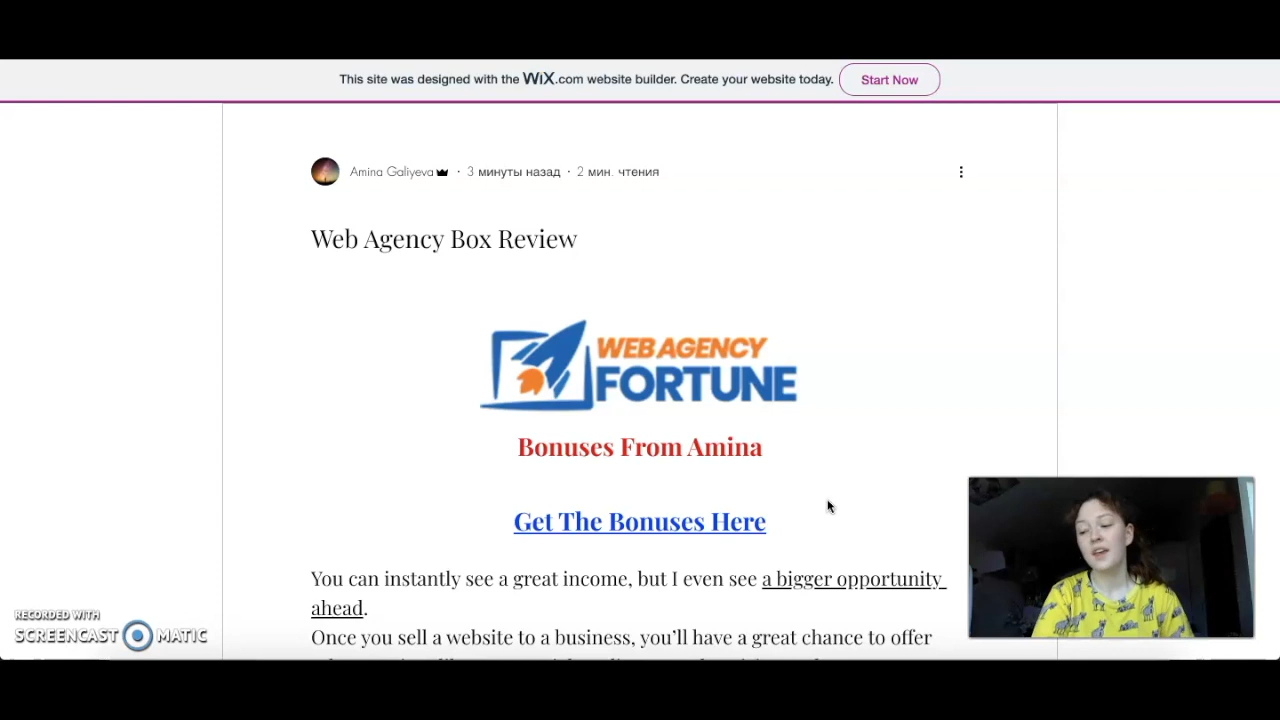 This site was designed with the WiX.com website builder. Create your website today.
Start Now
Amina Galiyeva · 3 минуты назад · 2 мин. чтения
Web Agency Box Review
WEB AGENCY
FORTUNE
Bonuses From Amina
Get The Bonuses Here
You can instantly see a great income, but I even see a bigger opportunity
ahead.
Once you sell a website to a business, you’ll have a great chance to offer
RECORDED WITH
SCREENCAST MATIC